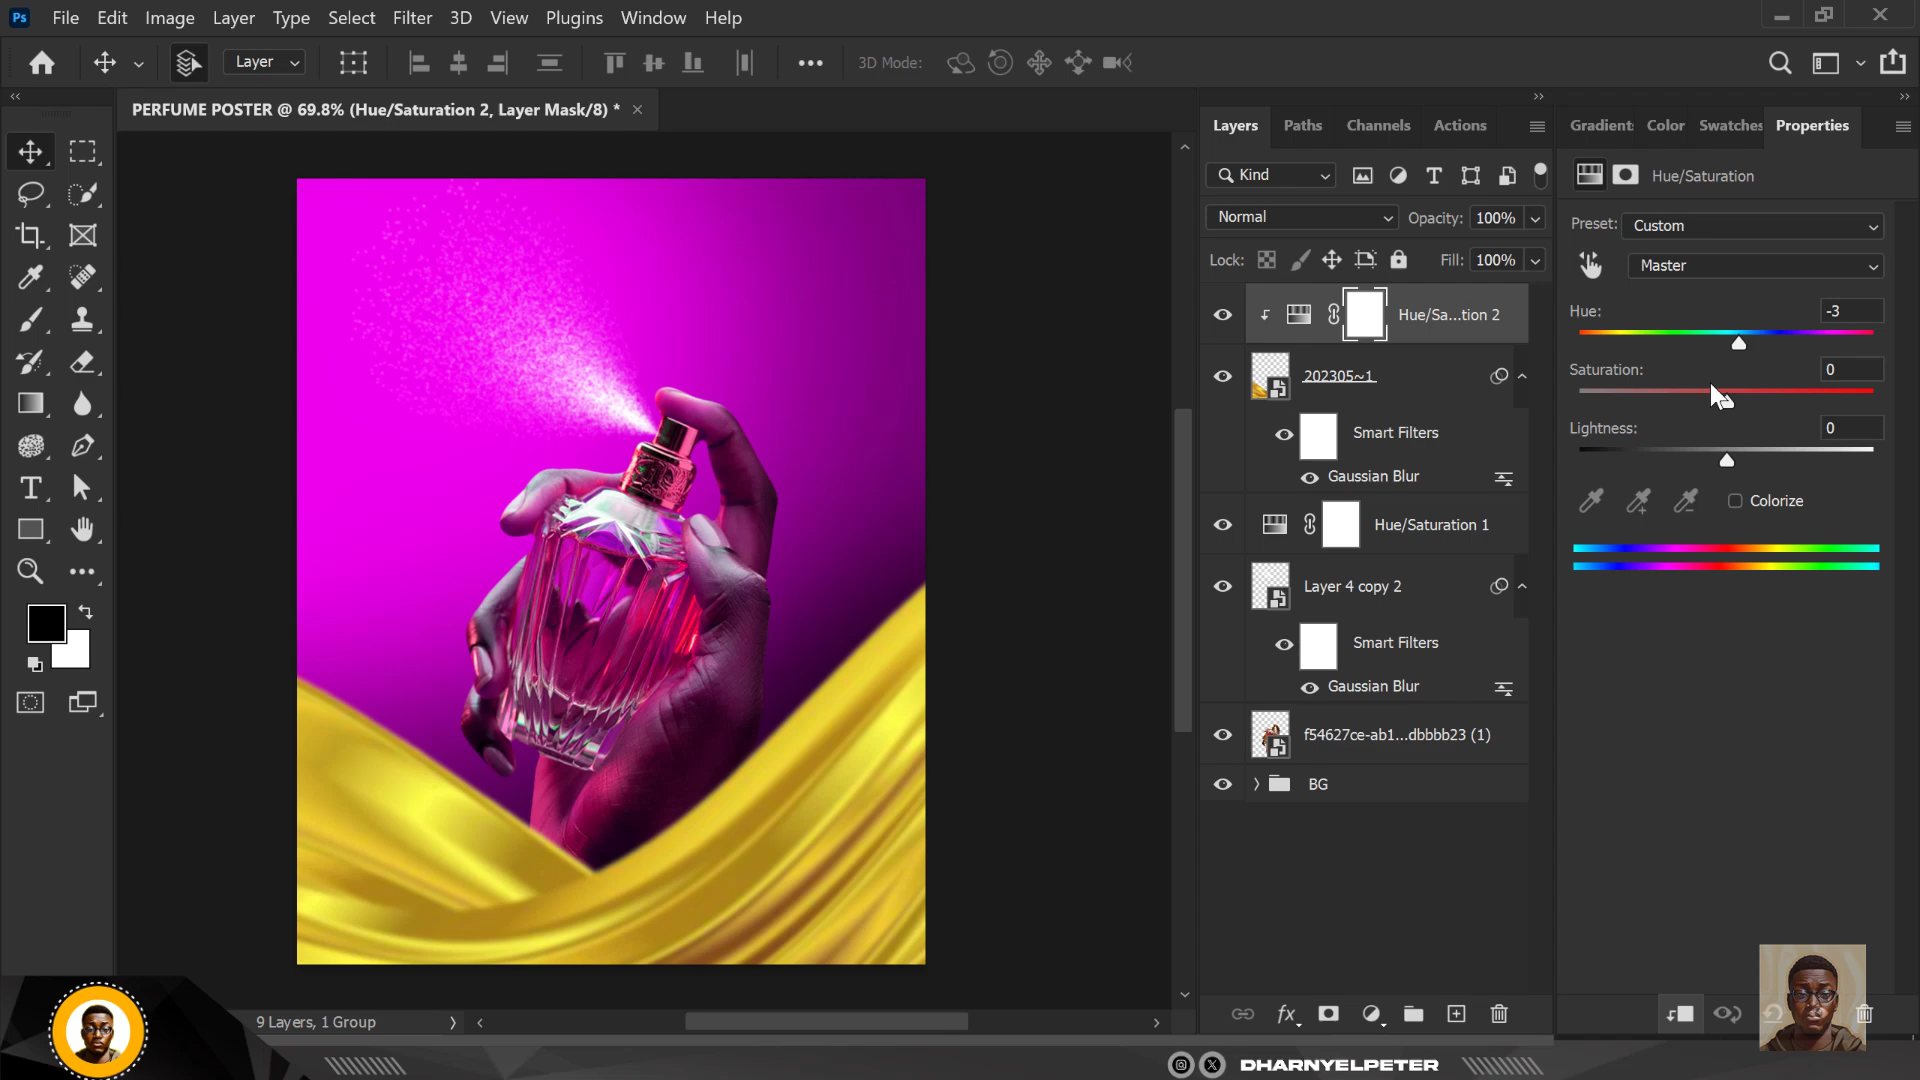 Ps File Edit Image Layer Type Select Filter 3D View Plugins Window Help
Layer 3D Mode:
PERFUME POSTER @ 69.8% (Hue/Saturation 2, Layer Mask/8) *
Layers Paths Channels Actions
Gradient Color Swatches Properties
Kind
Hue/Saturation
Normal Opacity: 100%
Preset: Custom
Lock: Fill: 100%
Master
Hue/Sa...tion 2
Hue: -3
202305~1
Saturation: 0
Smart Filters
Lightness: 0
Gaussian Blur
Colorize
Hue/Saturation 1
Layer 4 copy 2
Smart Filters
Gaussian Blur
f54627ce-ab1...dbbbb23 (1)
BG
9 Layers, 1 Group
fx
DHARNYELPETER